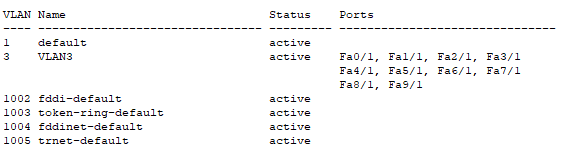 VLAN Name                             Status    Ports
---- -------------------------------- --------- -------------------------------
1    default                          active
3    VLAN3                            active    Fa0/1, Fa1/1, Fa2/1, Fa3/1
                                                Fa4/1, Fa5/1, Fa6/1, Fa7/1
                                                Fa8/1, Fa9/1
1002 fddi-default                     active
1003 token-ring-default               active
1004 fddinet-default                  active
1005 trnet-default                    active